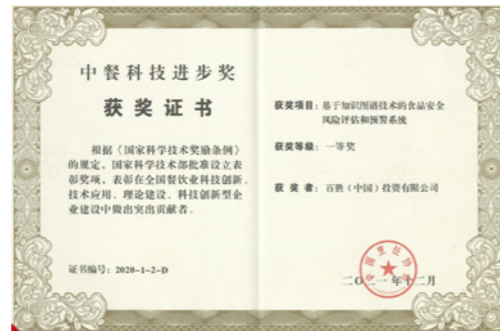 中餐科技进步奖
获奖证书
根据《国家科学技术奖励条例》
的规定，国家科学技术部批准设立表
彰奖项，表彰在全国餐饮业科技创新、
技术应用、理论建设、科技创新型企
业建设中做出突出贡献者。
证书编号：2020-1-2-D
获奖项目：基于知识图谱技术的食品安全
风险评估和预警系统
获奖等级：一等奖
获 奖 者：百胜（中国）投资有限公司
中国烹饪协会
二〇二一年十二月